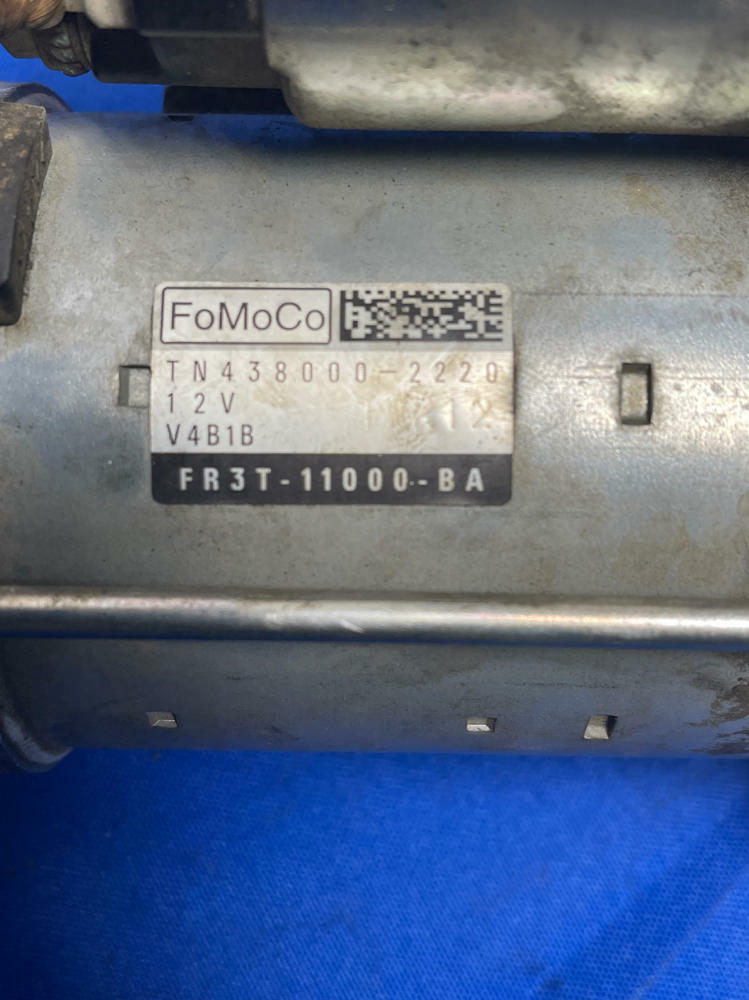 FoMoCo
TN438000-2220
12V
V4B1B
FR3T-11000-BA